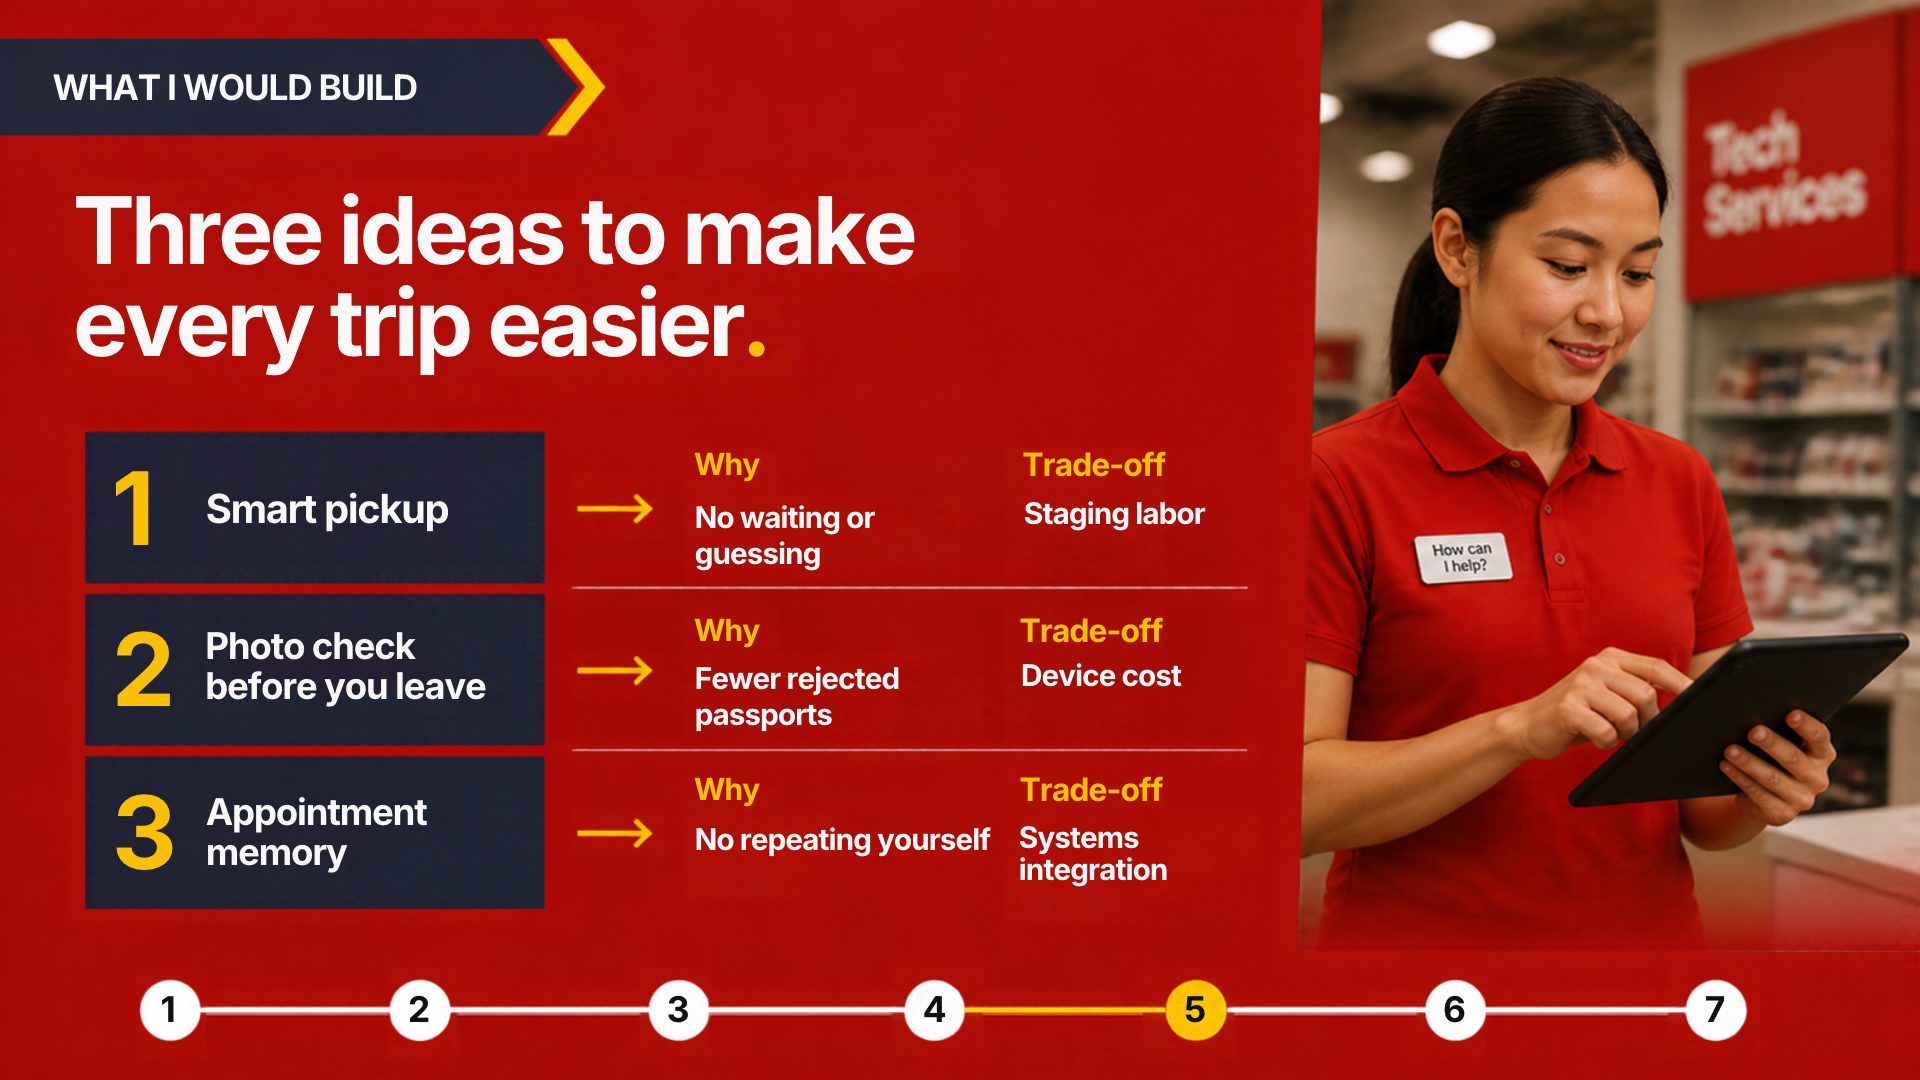 WHAT I WOULD BUILD
Three ideas to make
every trip easier.
1
Smart pickup
Why
No waiting or
guessing
Trade-off
Staging labor
2
Photo check
before you leave
Why
Fewer rejected
passports
Trade-off
Device cost
3
Appointment
memory
Why
No repeating yourself
Trade-off
Systems
integration
Tech
Services
How can
I help?
1 2 3 4 5 6 7